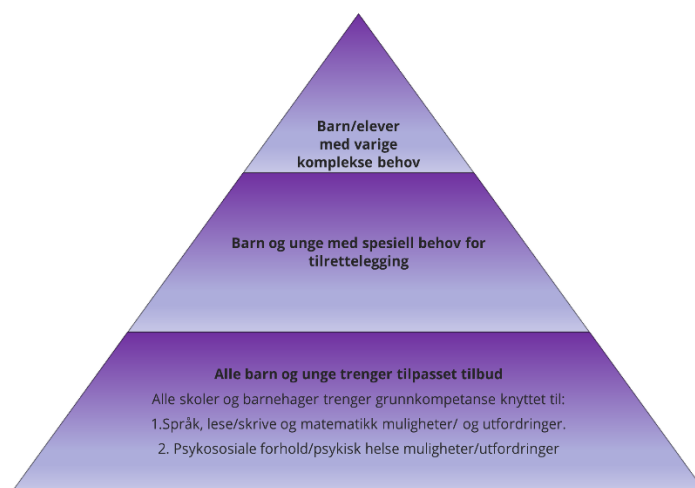 Barn/elever
med varige
komplekse behov
Barn og unge med spesiell behov for
tilrettelegging
Alle barn og unge trenger tilpasset tilbud
Alle skoler og barnehager trenger grunnkompetanse knyttet til:
1.Språk, lese/skrive og matematikk muligheter/ og utfordringer.
2. Psykososiale forhold/psykisk helse muligheter/utfordringer